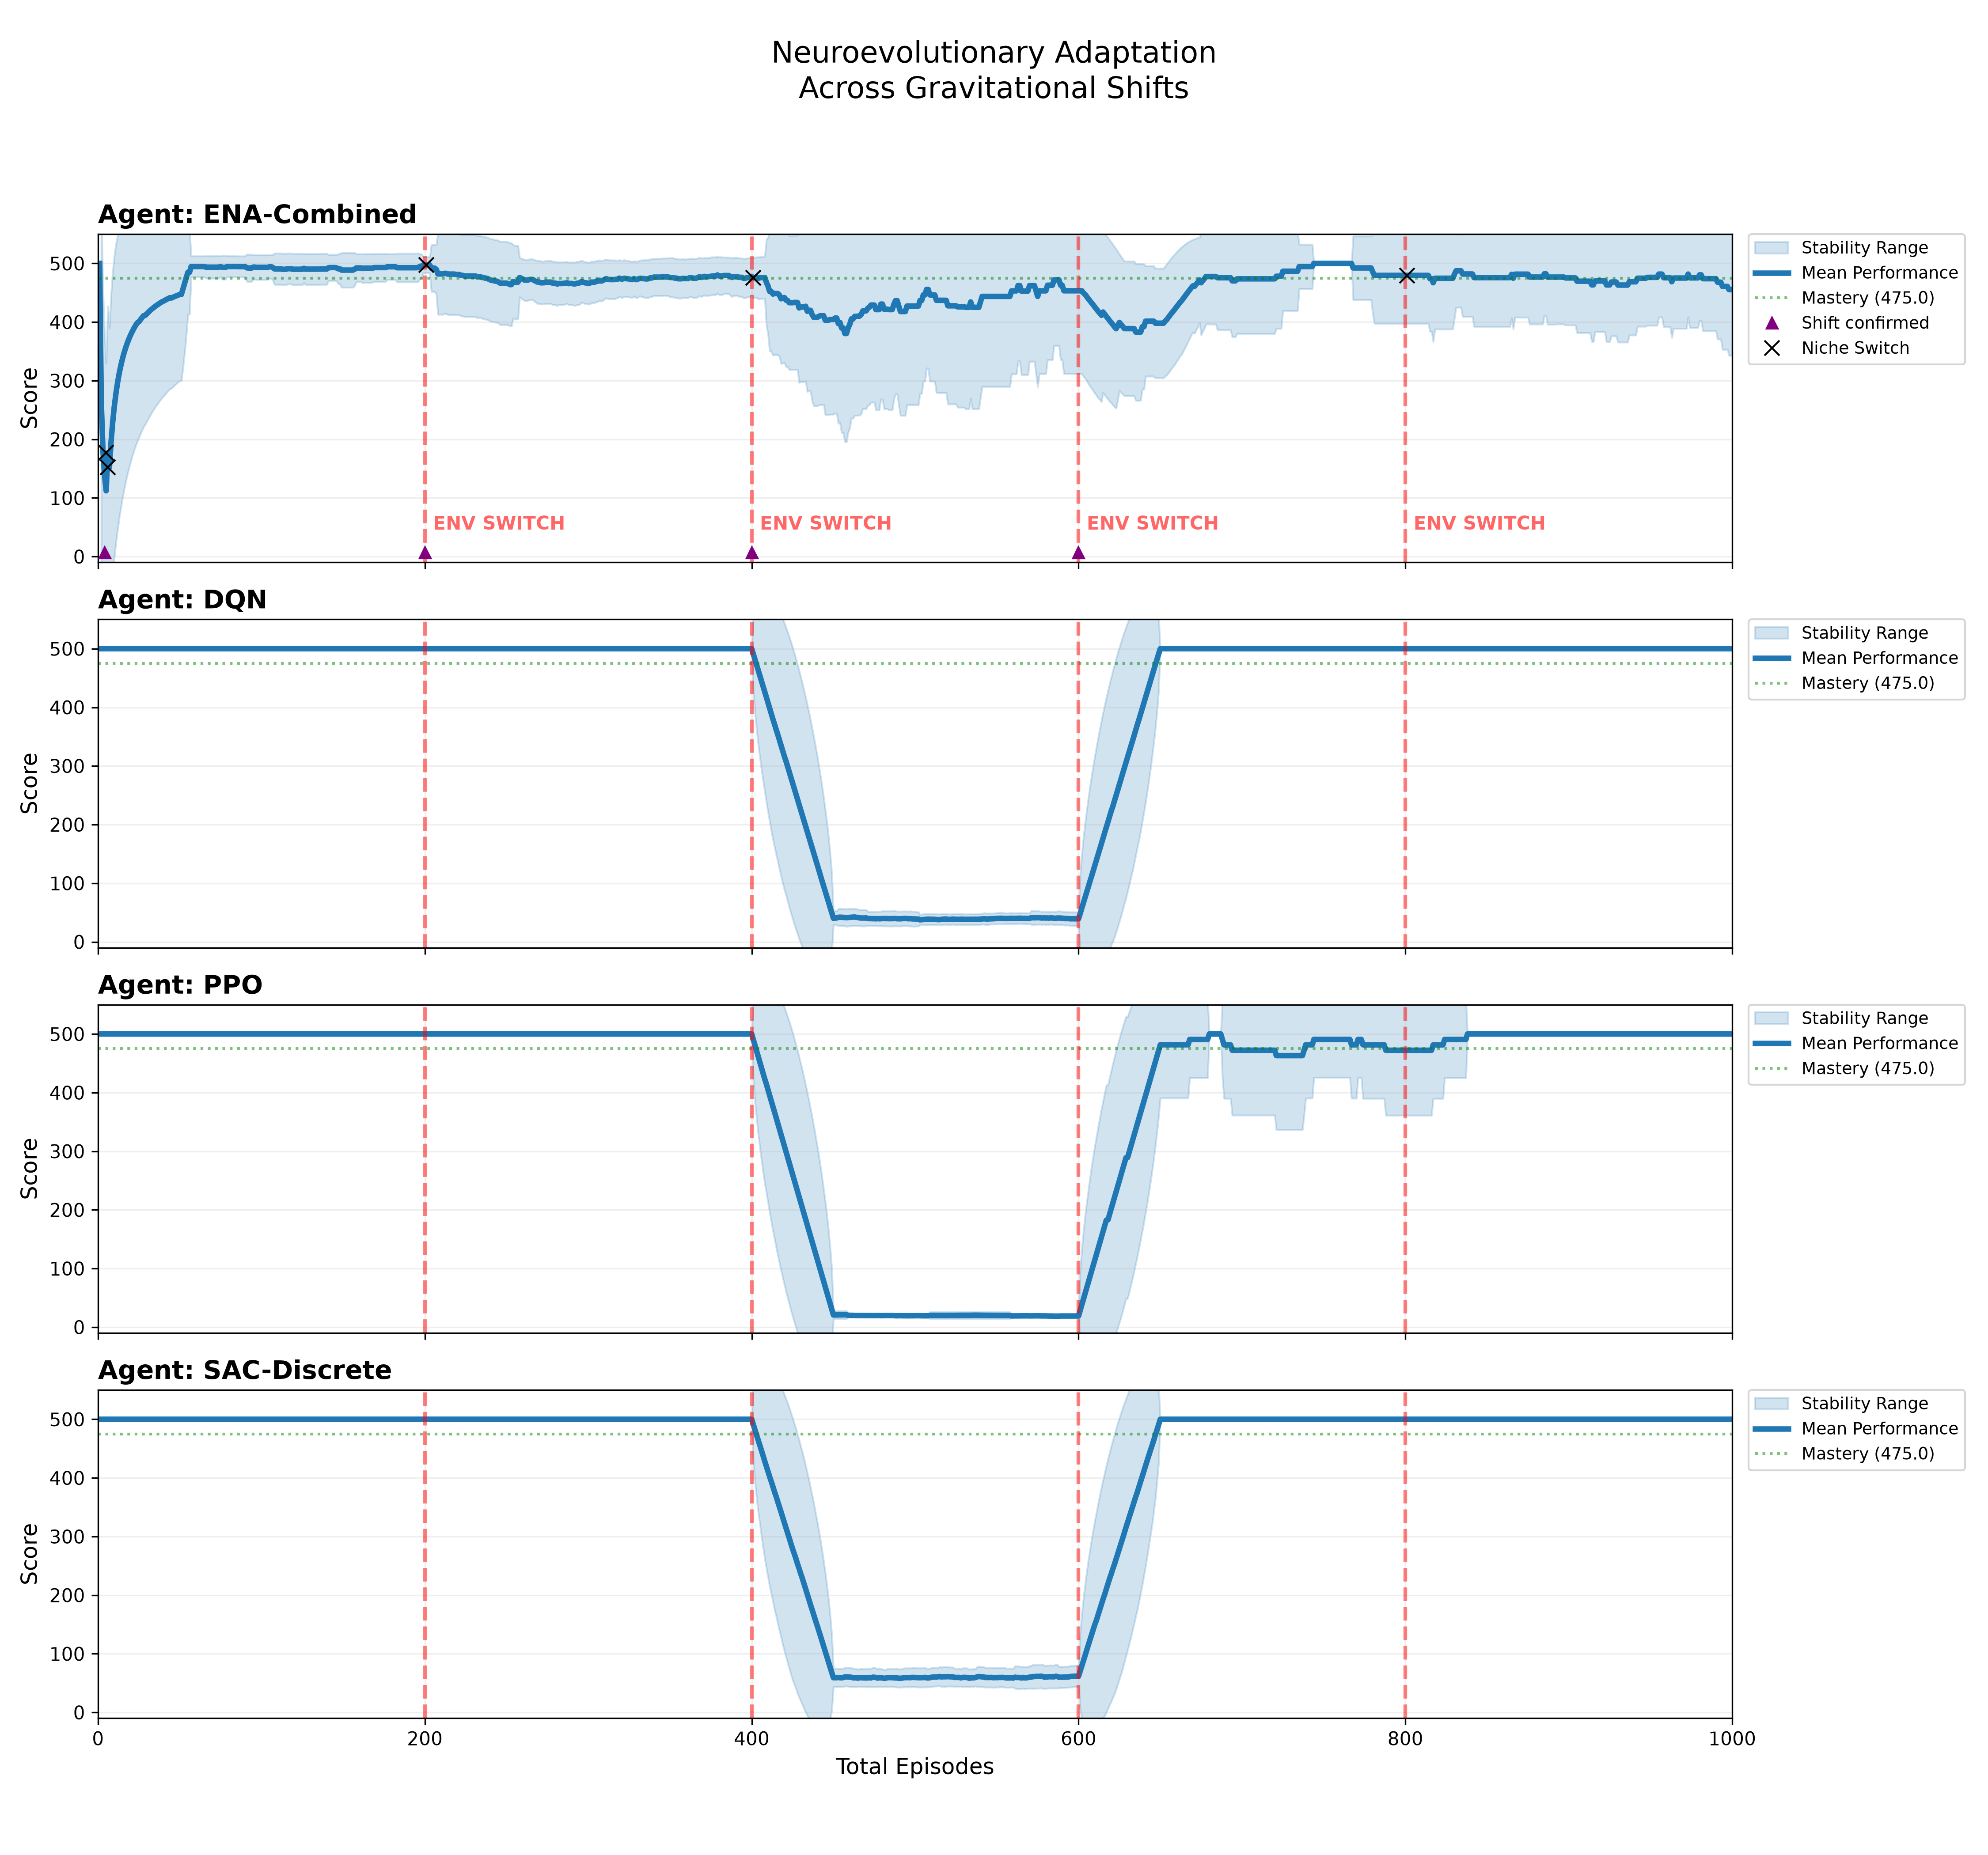 Neuroevolutionary Adaptation
Across Gravitational Shifts
Agent: ENA-Combined
Score
500
400
300
200
100
0
ENV SWITCH
ENV SWITCH
ENV SWITCH
ENV SWITCH
Stability Range
Mean Performance
Mastery (475.0)
Shift confirmed
Niche Switch
Agent: DQN
Score
500
400
300
200
100
0
Stability Range
Mean Performance
Mastery (475.0)
Agent: PPO
Score
500
400
300
200
100
0
Stability Range
Mean Performance
Mastery (475.0)
Agent: SAC-Discrete
Score
500
400
300
200
100
0
Stability Range
Mean Performance
Mastery (475.0)
0
200
400
600
800
1000
Total Episodes